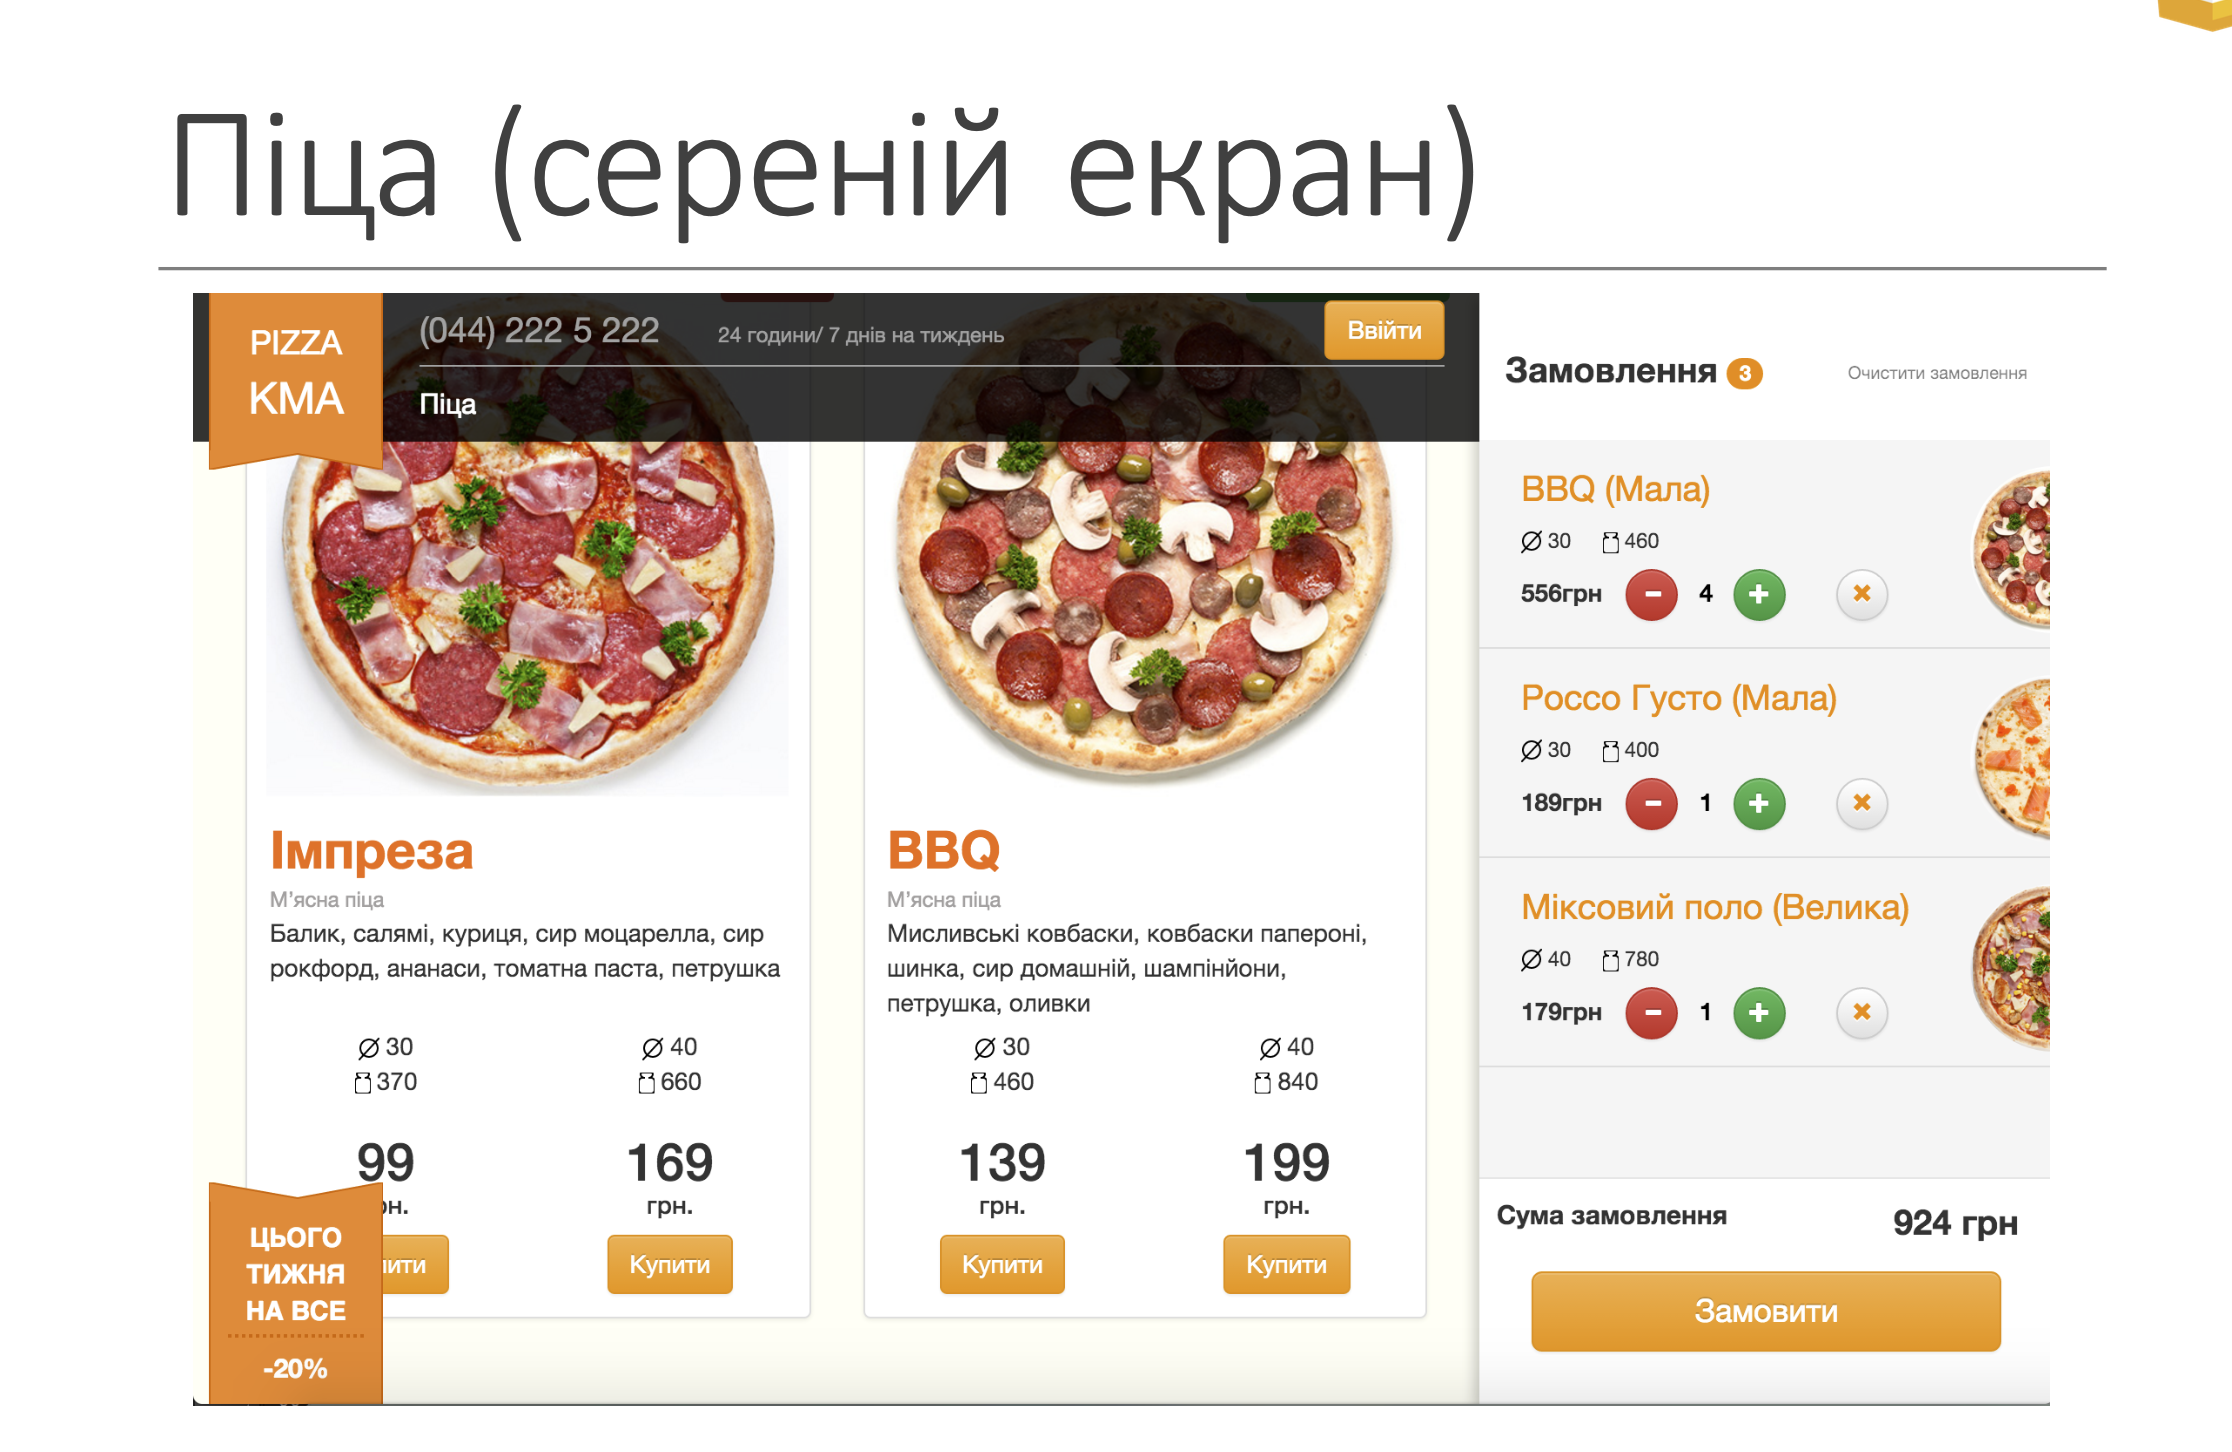 Піца (сереній екран)
PIZZA
KMA
(044) 222 5 222
24 години/ 7 днів на тиждень
Ввійти
Піца
Імпреза
М'ясна піца
Балик, салямі, куриця, сир моцарелла, сир
рокфорд, ананаси, томатна паста, петрушка
30
40
370
660
99
169
грн.
Купити
BBQ
М'ясна піца
Мисливські ковбаски, ковбаски папероні,
шинка, сир домашній, шампінйони,
петрушка, оливки
30
40
460
840
139
199
грн.
грн.
Купити
Купити
ЦЬОГО
ТИЖНЯ
НА ВСЕ
-20%
Замовлення 3
Очистити замовлення
BBQ (Мала)
30 460
556грн - 4 +
Россо Густо (Мала)
30 400
189грн - 1 +
Міксовий поло (Велика)
40 780
179грн - 1 +
Сума замовлення
924 грн
Замовити